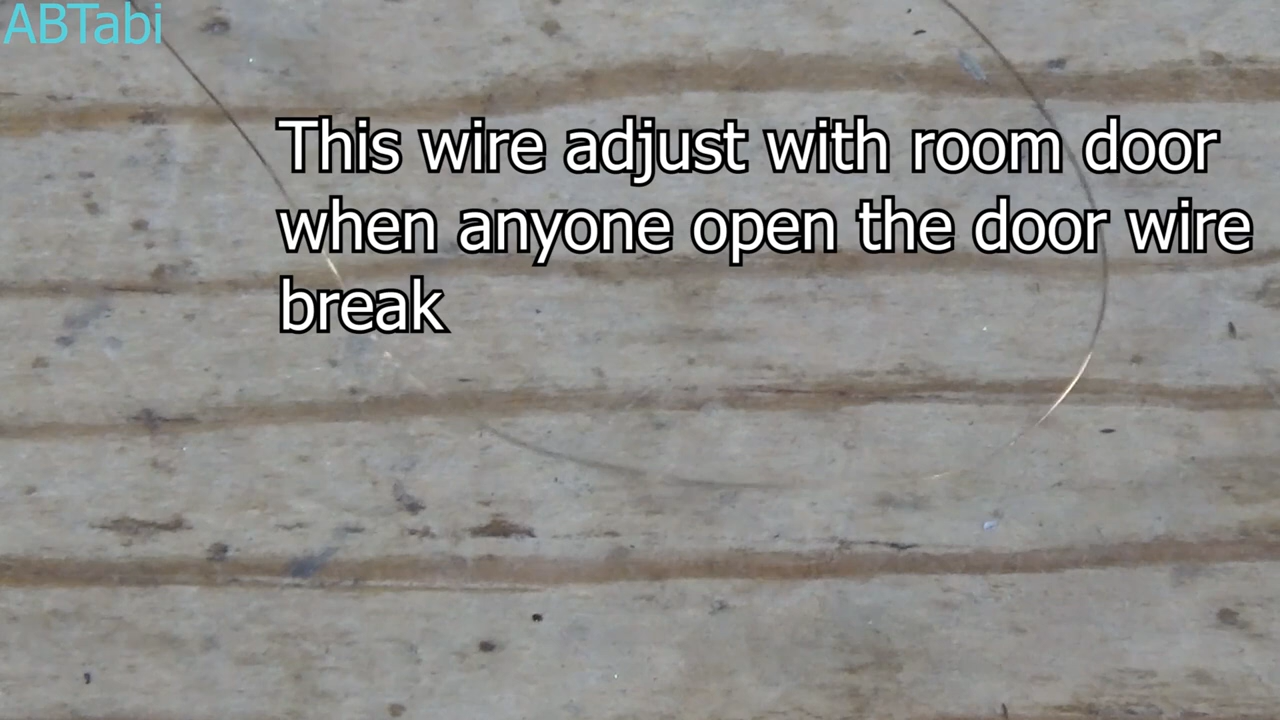 ABTabi
This wire adjust with room door
when anyone open the door wire
break